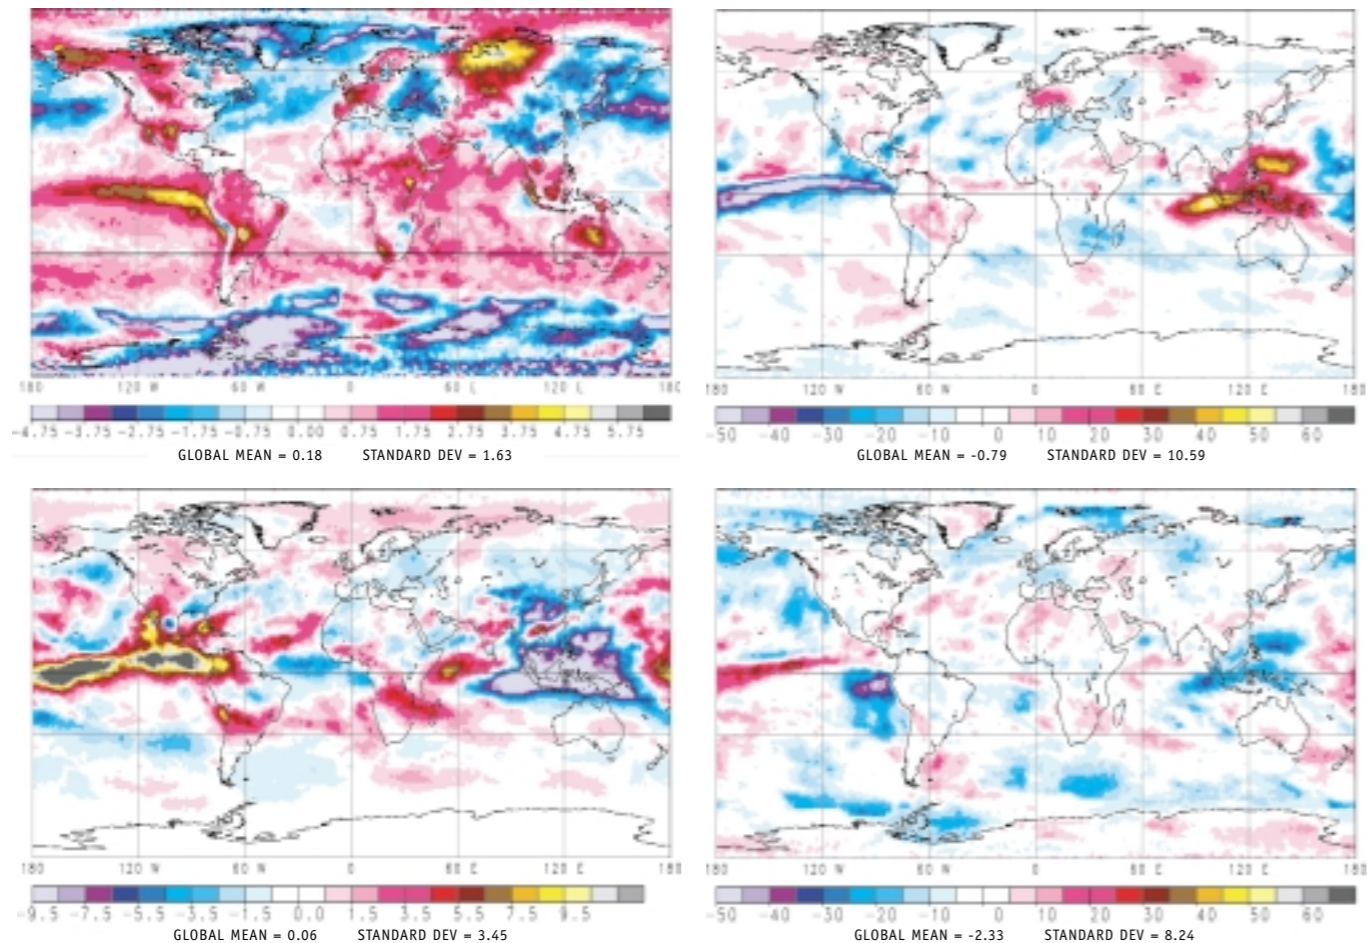 180 120 W 60 W 0 60 E 120 E 180
-4.75 -3.75 -2.75 -1.75 -0.75 0.00 0.75 1.75 2.75 3.75 4.75 5.75
GLOBAL MEAN = 0.18 STANDARD DEV = 1.63
180 120 W 60 W 0 60 E 120 E 180
-50 -40 -30 -20 -10 0 10 20 30 40 50 60
GLOBAL MEAN = -0.79 STANDARD DEV = 10.59
180 120 W 60 W 0 60 E 120 E 180
-9.5 -7.5 -5.5 -3.5 -1.5 0.0 1.5 3.5 5.5 7.5 9.5
GLOBAL MEAN = 0.06 STANDARD DEV = 3.45
180 120 W 60 W 0 60 E 120 E 180
-50 -40 -30 -20 -10 0 10 20 30 40 50 60
GLOBAL MEAN = -2.33 STANDARD DEV = 8.24